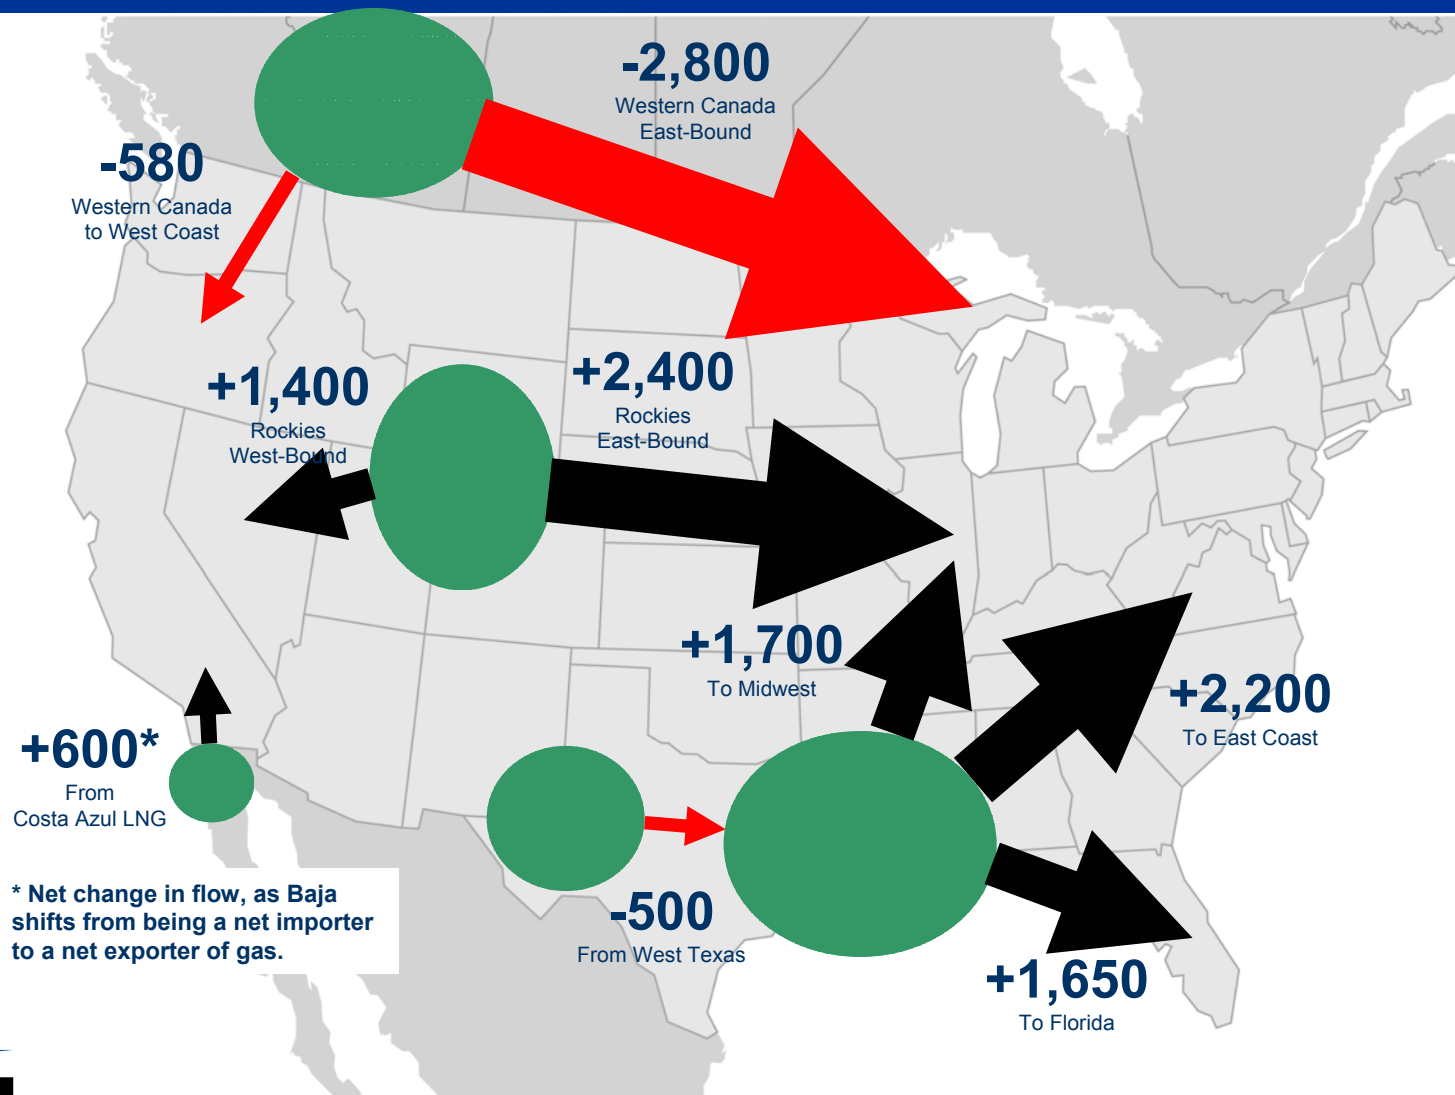 -2,800
Western Canada
East-Bound
-580
Western Canada
to West Coast
+1,400
Rockies
West-Bound
+2,400
Rockies
East-Bound
+1,700
To Midwest
+2,200
To East Coast
+600*
From
Costa Azul LNG
* Net change in flow, as Baja
shifts from being a net importer
to a net exporter of gas.
-500
From West Texas
+1,650
To Florida